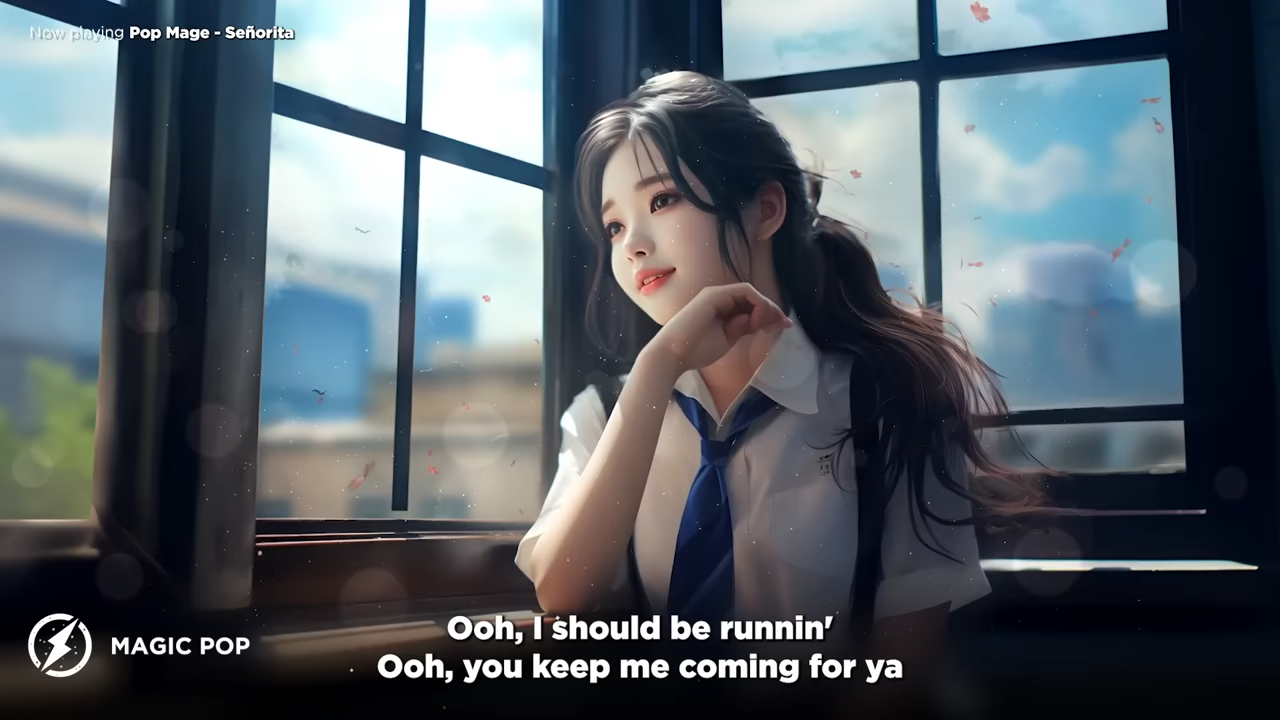 Now playing Pop Mage - Señorita
MAGIC POP
Ooh, I should be runnin'
Ooh, you keep me coming for ya